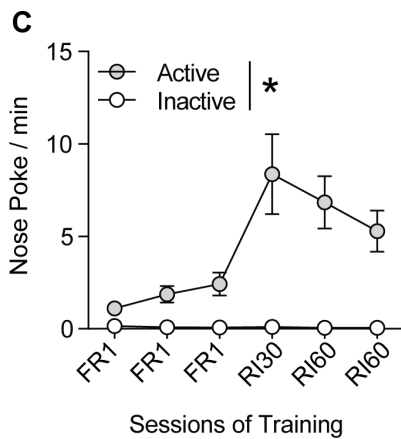 C
15
Active
Inactive
*
10
5
0
Nose Poke / min
FR1
FR1
FR1
RI30
RI60
RI60
Sessions of Training